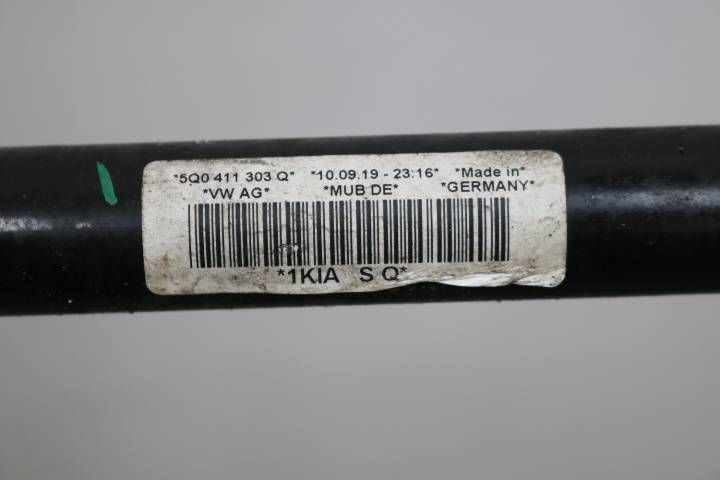 *5Q0 411 303 Q* *10.09.19 - 23:16* *Made in*
*VW AG* *MUB DE* *GERMANY*
*1KIA S Q*